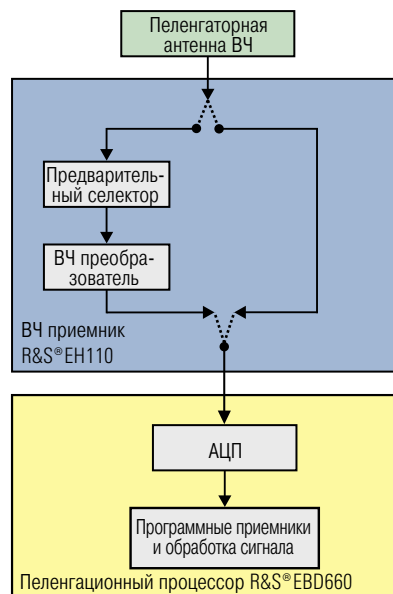 Пеленгаторная
антенна ВЧ
Предваритель-
ный селектор
ВЧ преобра-
зователь
ВЧ приемник
R&S®EH110
АЦП
Программные приемники
и обработка сигнала
Пеленгационный процессор R&S®EBD660